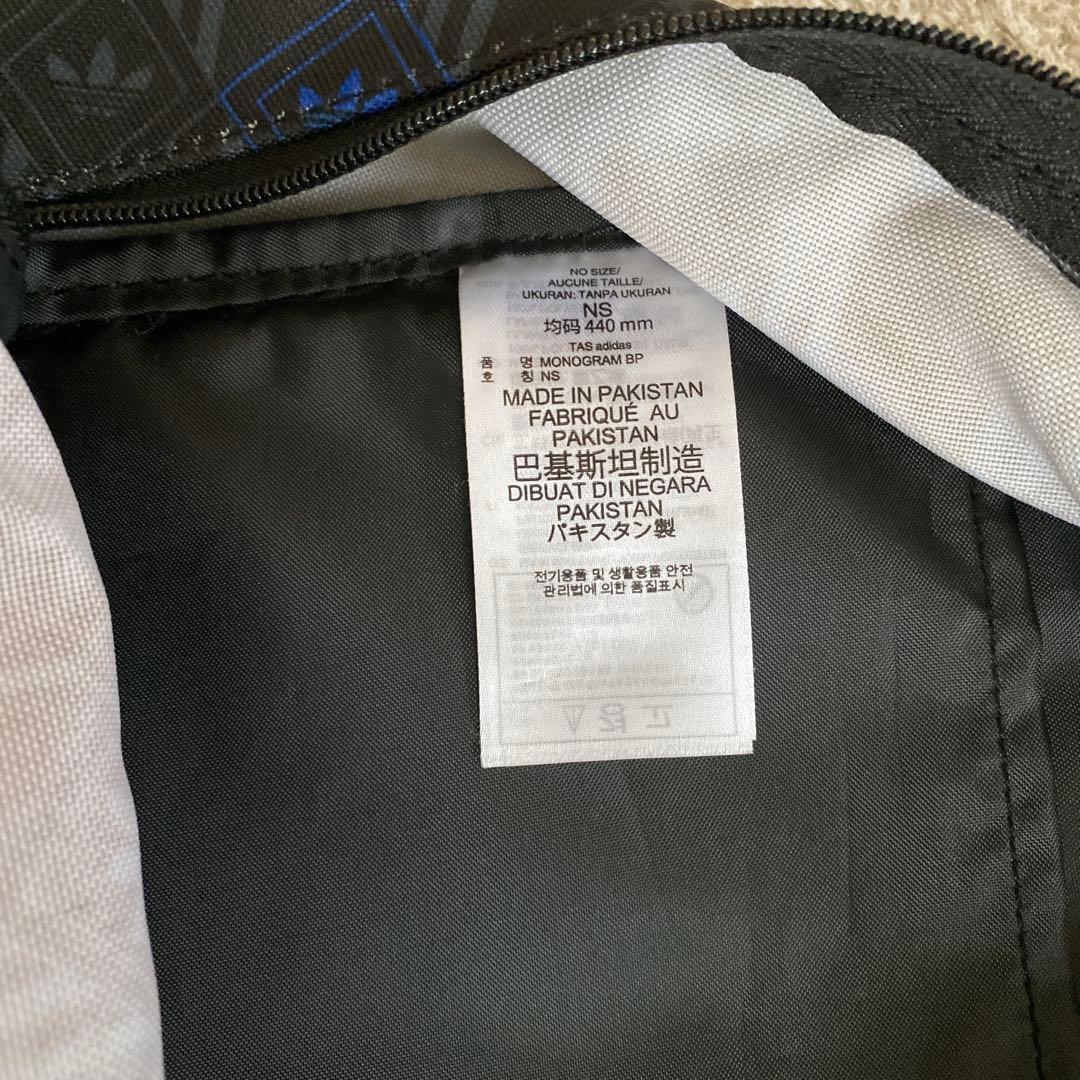 NO SIZE/
AUCUNE TAILLE/
UKURAN: TANPA UKURAN
NS
均码 440 mm
TAS adidas
품 명 MONOGRAM BP
호 칭 NS
MADE IN PAKISTAN
FABRIQUÉ AU
PAKISTAN
巴基斯坦制造
DIBUAT DI NEGARA
PAKISTAN
パキスタン製
전기용품 및 생활용품 안전
관리법에 의한 품질표시